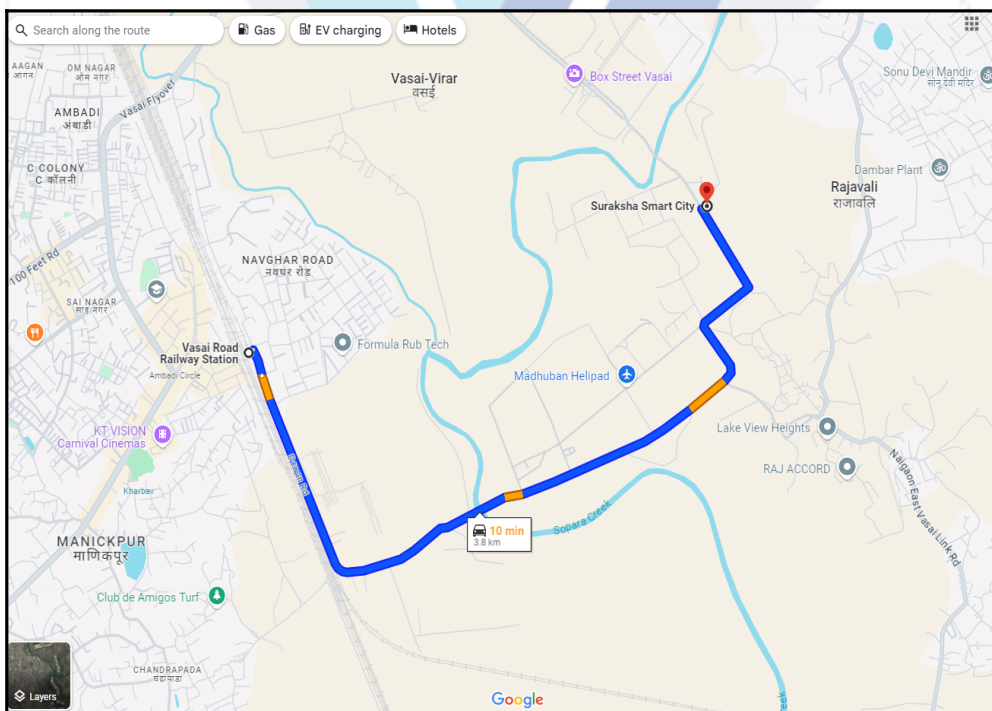 Search along the route
Gas
EV charging
Hotels
AAGAN
आगन
OM NAGAR
ओम नगर
Vasai Flyover
AMBADI
अंबाडी
C COLONY
C कॉलनी
100 Feet Rd
SAI NAGAR
साइ नगर
Vasai-Virar
वसई
Box Street Vasai
Sonu Devi Mandir
सोनू देवी मंदिर
Dambar Plant
Rajavali
राजावलि
Suraksha Smart City
NAVGHAR ROAD
नवघर रोड
Vasai Road
Railway Station
Ambadi Circle
Formula Rub Tech
Madhuban Helipad
KT VISION
Carnival Cinemas
Kharbav
Lake View Heights
RAJ ACCORD
Naigaon East Vasai Link Rd
Sopara Creek
10 min
3.8 km
MANICKPUR
माणिकपूर
Club de Amigos Turf
CHANDRAPADA
चंद्रपाडा
Layers
Google